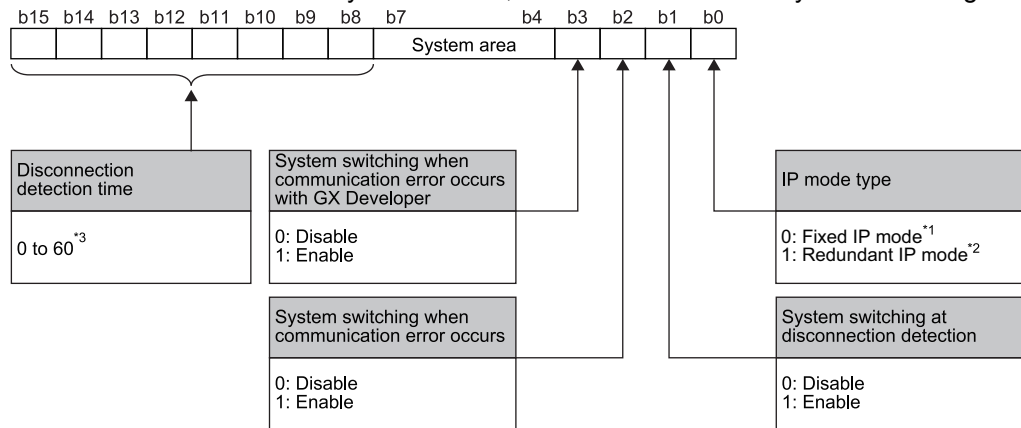 b15 b14 b13 b12 b11 b10 b9 b8 b7 b4 b3 b2 b1 b0
System area
Disconnection
detection time
0 to 60*3
System switching when
communication error occurs
with GX Developer
0: Disable
1: Enable
IP mode type
0: Fixed IP mode*1
1: Redundant IP mode*2
System switching when
communication error occurs
0: Disable
1: Enable
System switching at
disconnection detection
0: Disable
1: Enable